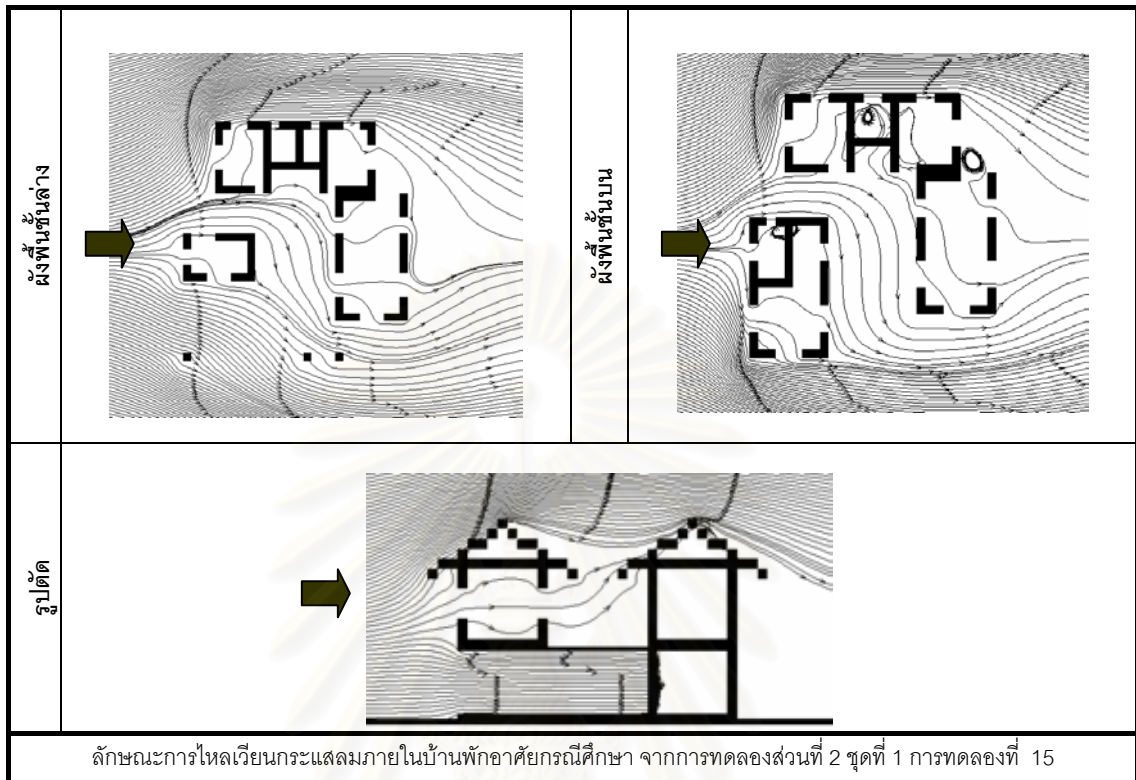 ผังพื้นชั้นล่าง
ผังพื้นชั้นบน
รูปตัด
ลักษณะการไหลเวียนกระแสลมภายในบ้านพักอาศัยกรณีศึกษา จากการทดลองส่วนที่ 2 ชุดที่ 1 การทดลองที่ 15